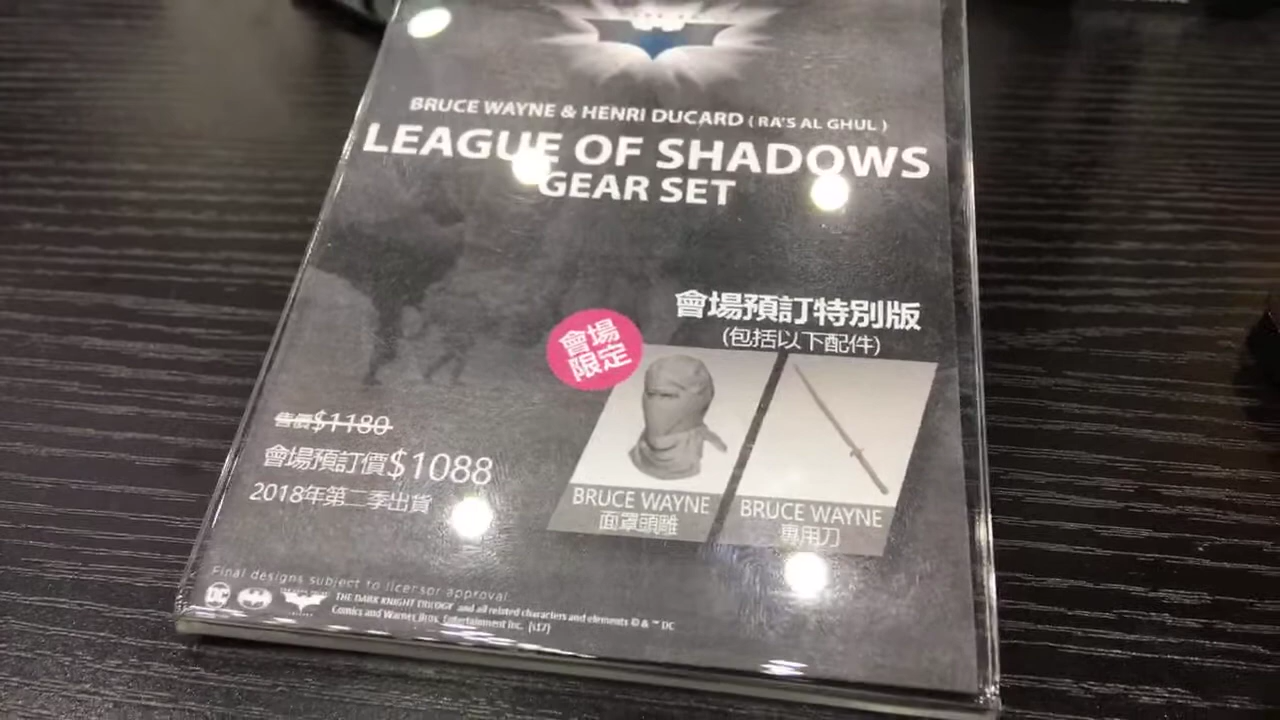 BRUCE WAYNE & HENRI DUCARD ( RA'S AL GHUL )
LEAGUE OF SHADOWS
GEAR SET
會場預訂特別版
(包括以下配件)
會場
限定
售價$1180
會場預訂價$1088
2018年第二季出貨
BRUCE WAYNE
面罩頭雕
BRUCE WAYNE
專用刀
Final designs subject to licensor approval
DC
THE DARK KNIGHT TRILOGY and all related characters and elements © & ™ DC
Comics and Warner Bros. Entertainment Inc. (s17)